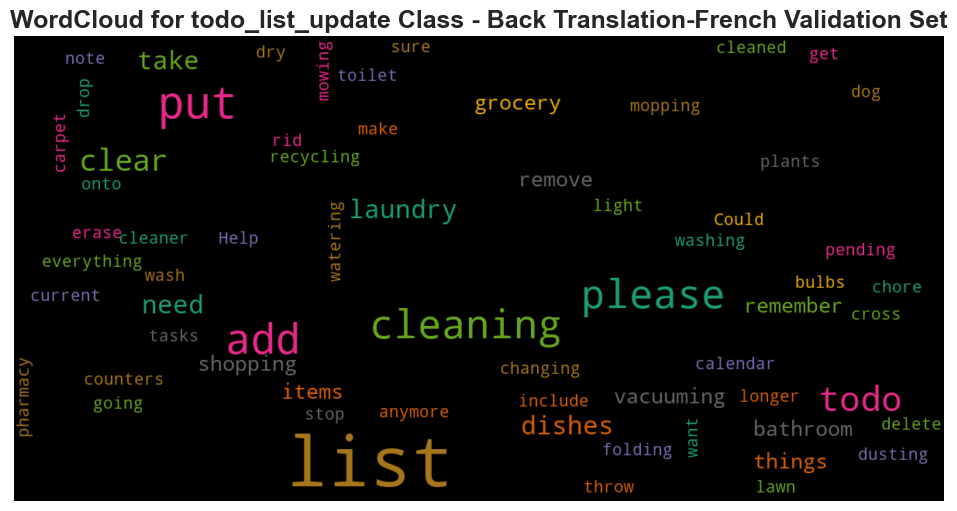 WordCloud for todo_list_update Class - Back Translation-French Validation Set
note take dry mowing sure cleaned get
toilet
drop put grocery mopping dog
carpet make
rid
clear recycling plants
onto remove
laundry light
watering Could
erase cleaner Help washing pending
everything
wash bulbs chore
current need please remember cross
add cleaning
tasks
shopping calendar
pharmacy counters changing
going items include vacuuming longer todo
stop anymore
list dishes want bathroom delete
folding things dusting
throw lawn